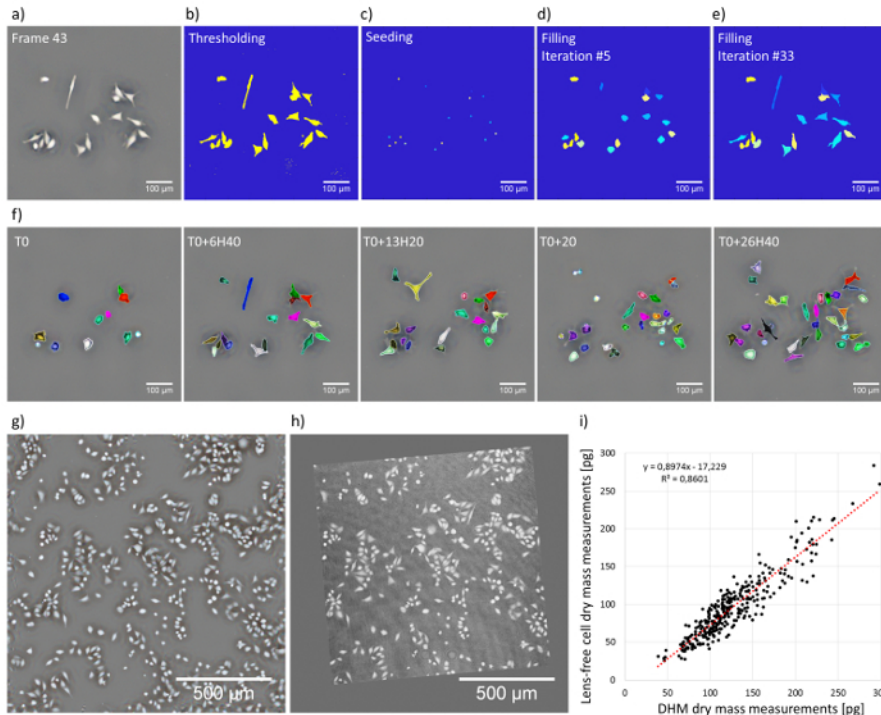 a)
b)
c)
d)
e)
Frame 43
Thresholding
Seeding
Filling
Iteration #5
Filling
Iteration #33
100 µm
100 µm
100 µm
100 µm
100 µm
f)
T0
T0+6H40
T0+13H20
T0+20
T0+26H40
100 µm
100 µm
100 µm
100 µm
100 µm
g)
h)
i)
500 µm
500 µm
Lens-free cell dry mass measurements [pg]
300
250
200
150
100
50
0
y = 0,8974x - 17,229
R² = 0,8601
0
50
100
150
200
250
300
DHM dry mass measurements [pg]